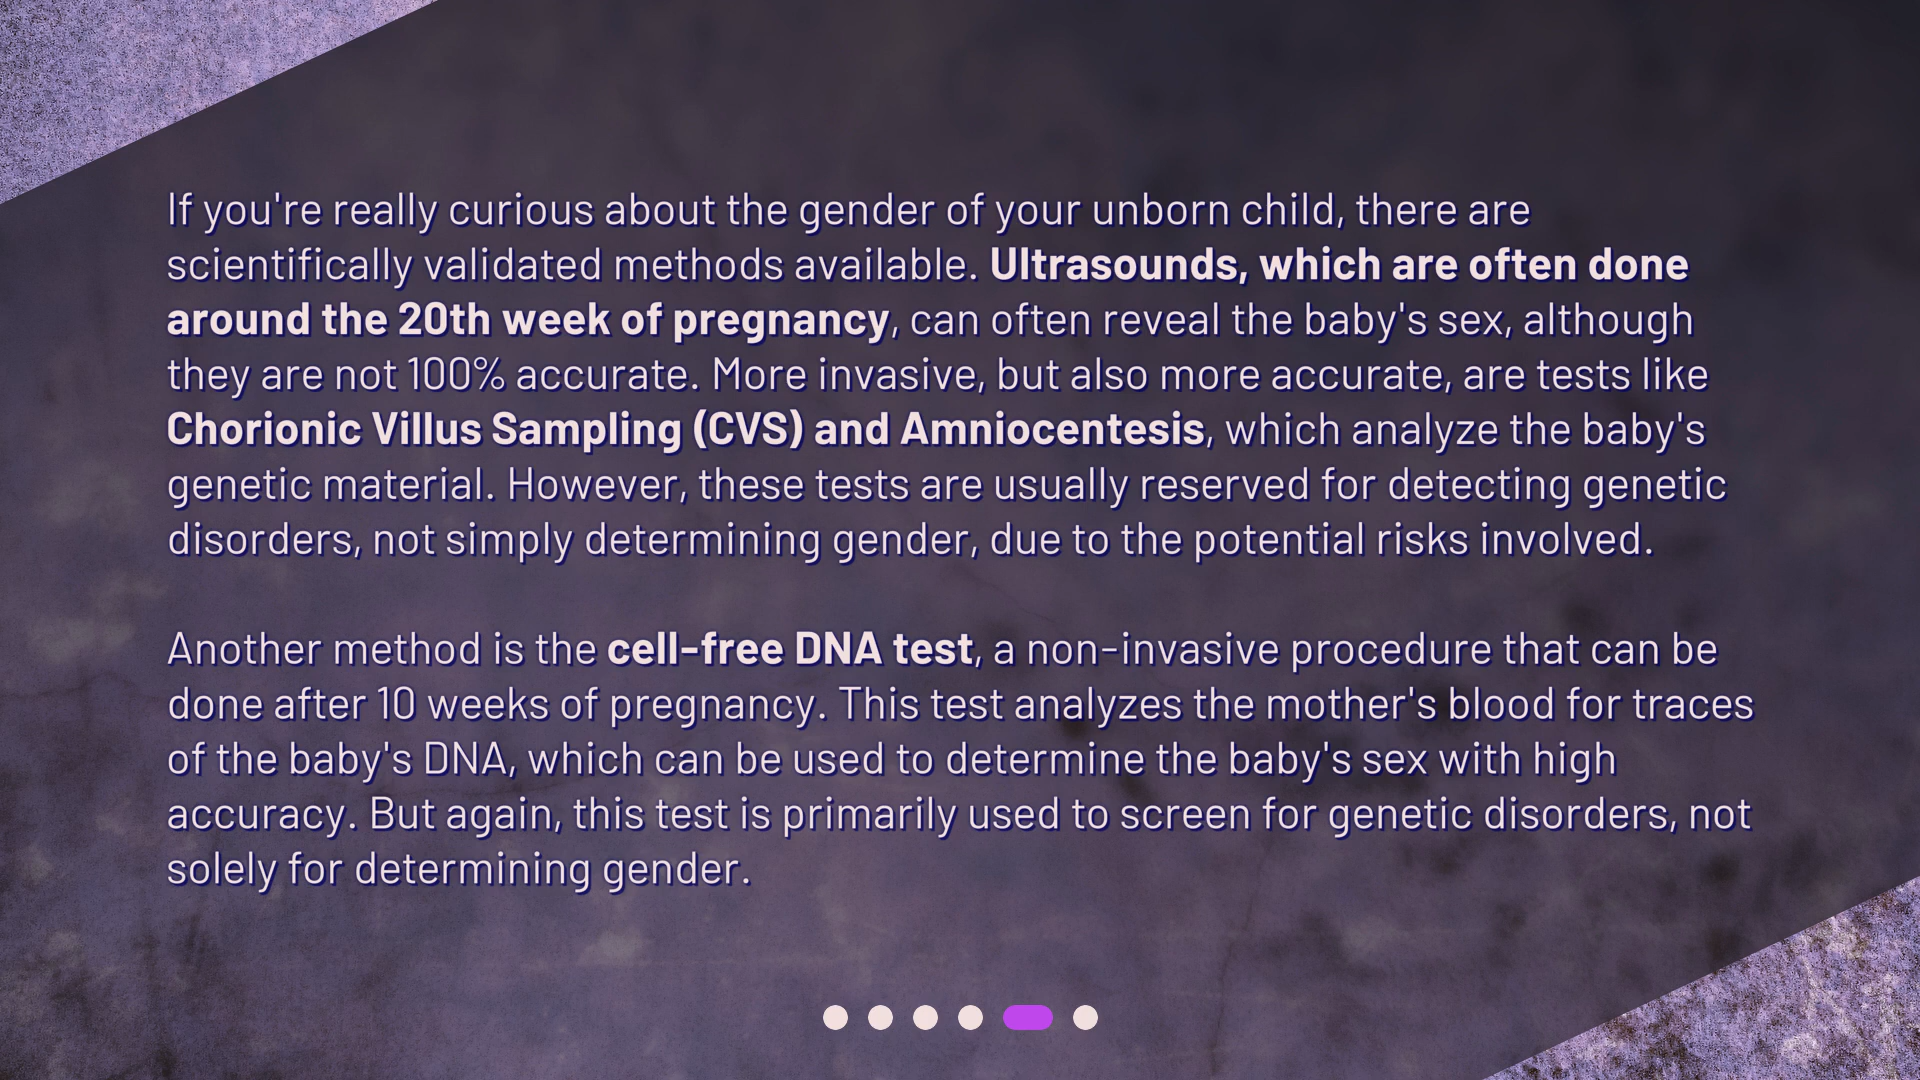 If you're really curious about the gender of your unborn child, there are
scientifically validated methods available. Ultrasounds, which are often done
around the 20th week of pregnancy, can often reveal the baby's sex, although
they are not 100% accurate. More invasive, but also more accurate, are tests like
Chorionic Villus Sampling (CVS) and Amniocentesis, which analyze the baby's
genetic material. However, these tests are usually reserved for detecting genetic
disorders, not simply determining gender, due to the potential risks involved.
Another method is the cell-free DNA test, a non-invasive procedure that can be
done after 10 weeks of pregnancy. This test analyzes the mother's blood for traces
of the baby's DNA, which can be used to determine the baby's sex with high
accuracy. But again, this test is primarily used to screen for genetic disorders, not
solely for determining gender.